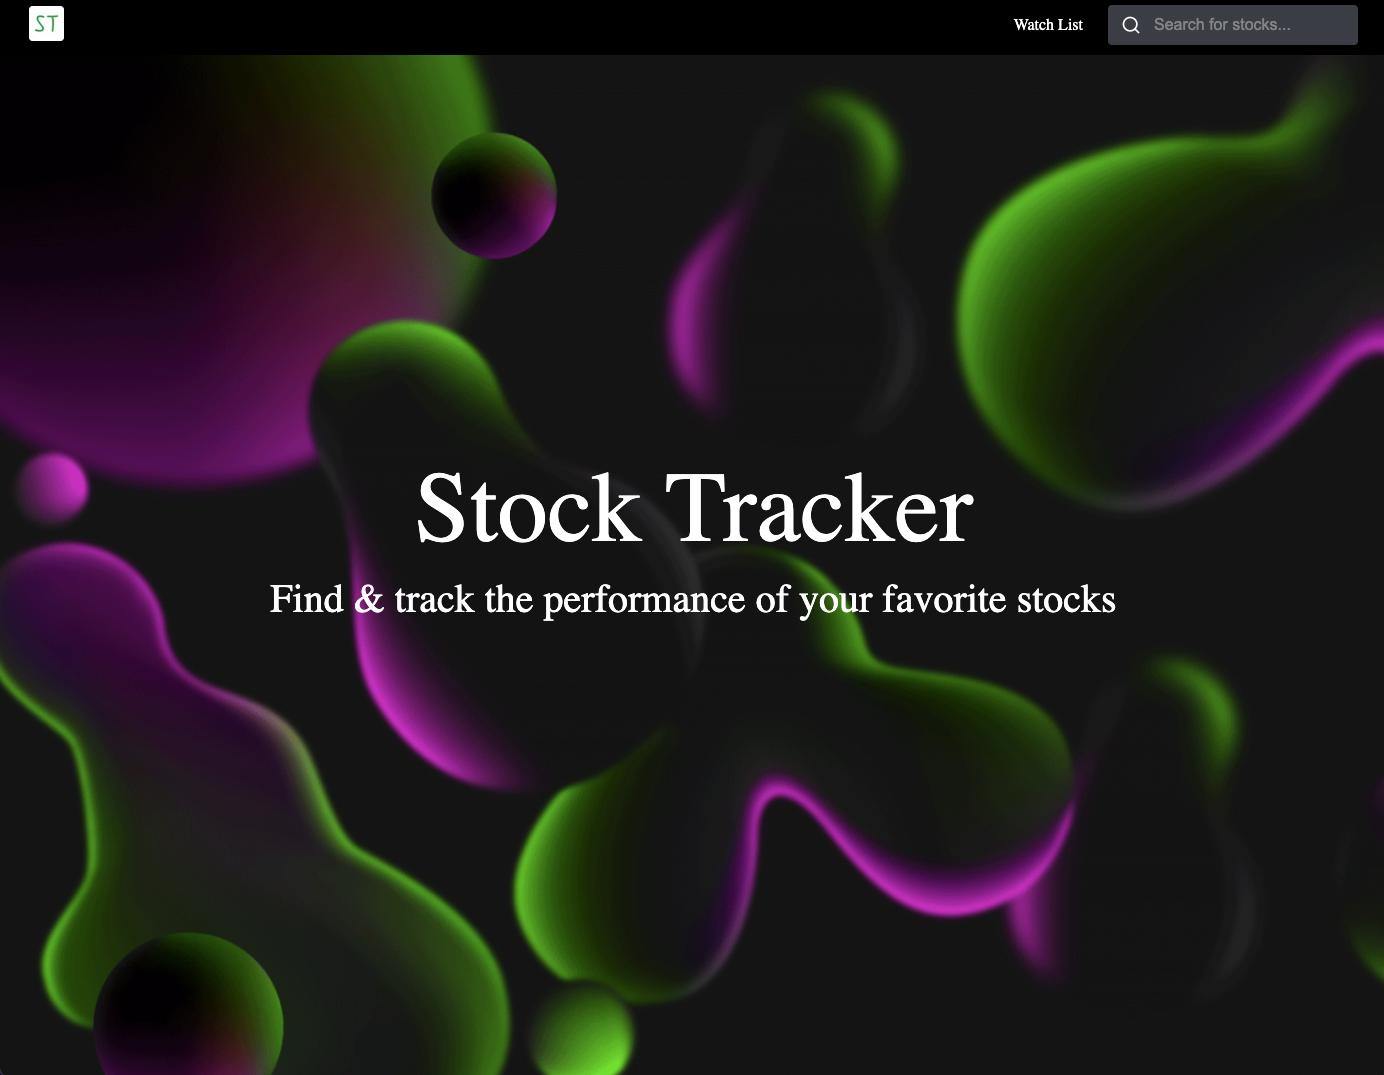 ST
Watch List
Search for stocks...
Stock Tracker
Find & track the performance of your favorite stocks